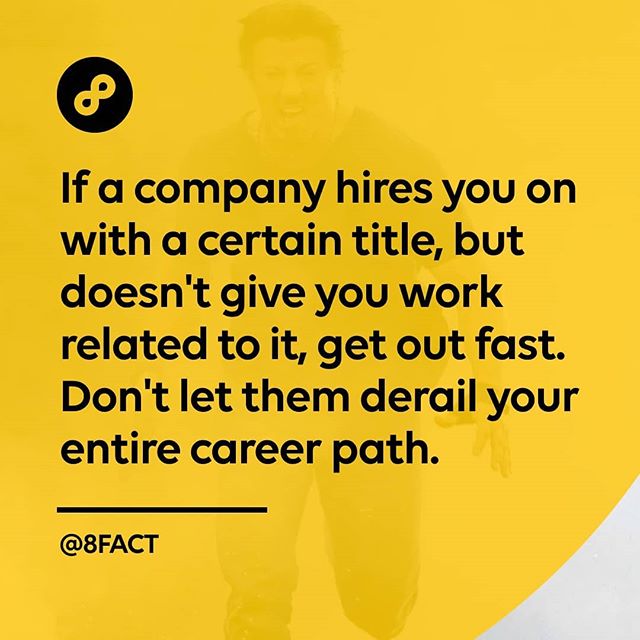 If a company hires you on
with a certain title, but
doesn't give you work
related to it, get out fast.
Don't let them derail your
entire career path.
@8FACT